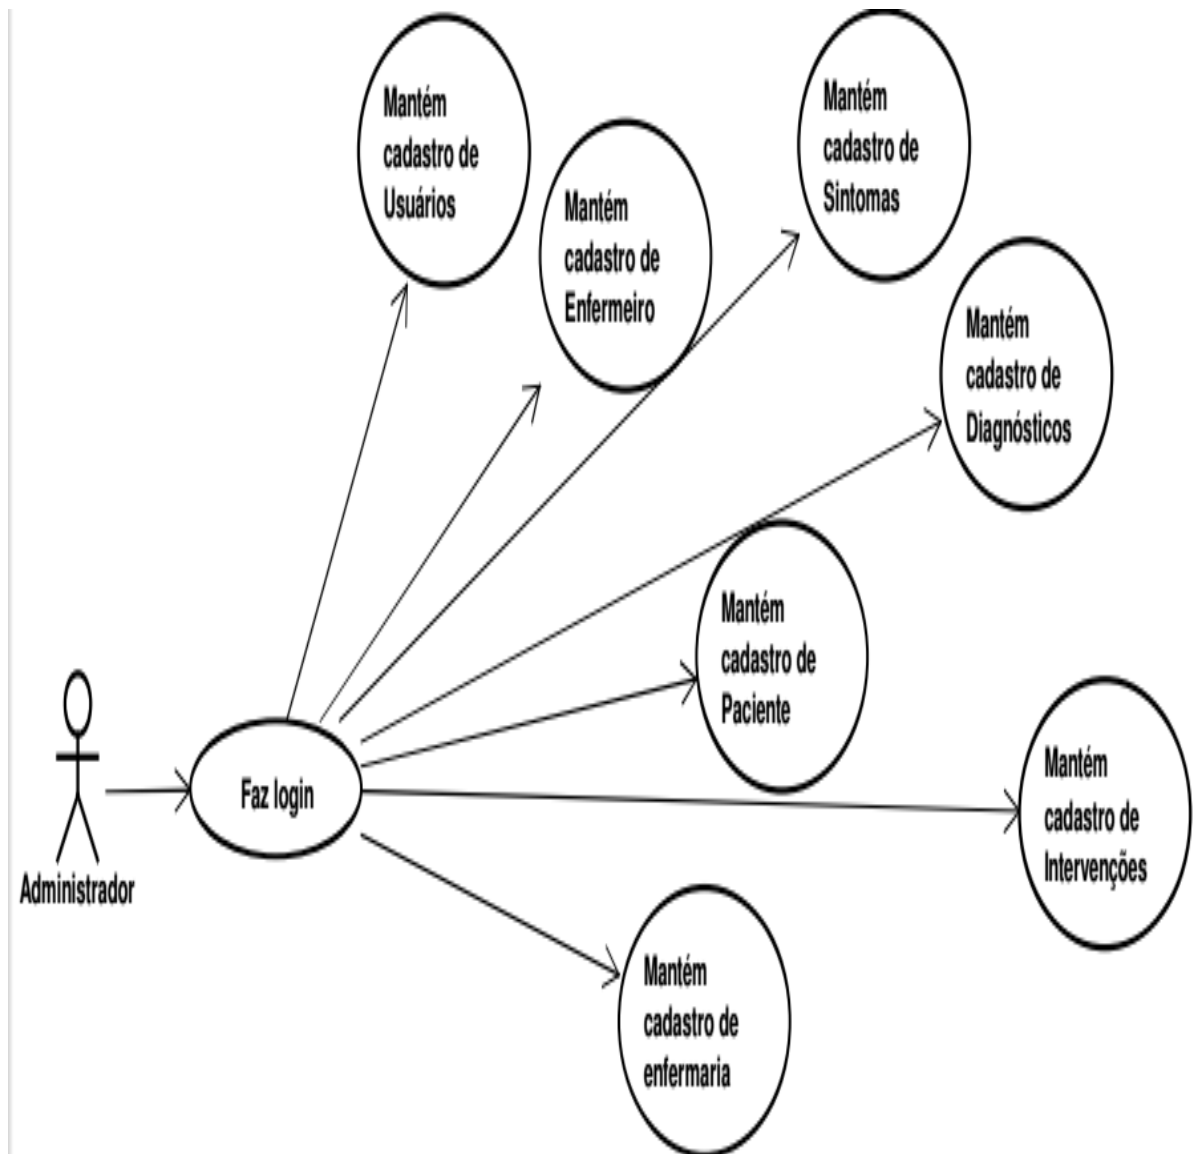 Mantém
cadastro de
Usuários
Mantém
cadastro de
Enfermeiro
Mantém
cadastro de
Sintomas
Mantém
cadastro de
Diagnósticos
Mantém
cadastro de
Paciente
Mantém
cadastro de
Intervenções
Faz login
Administrador
Mantém
cadastro de
enfermaria